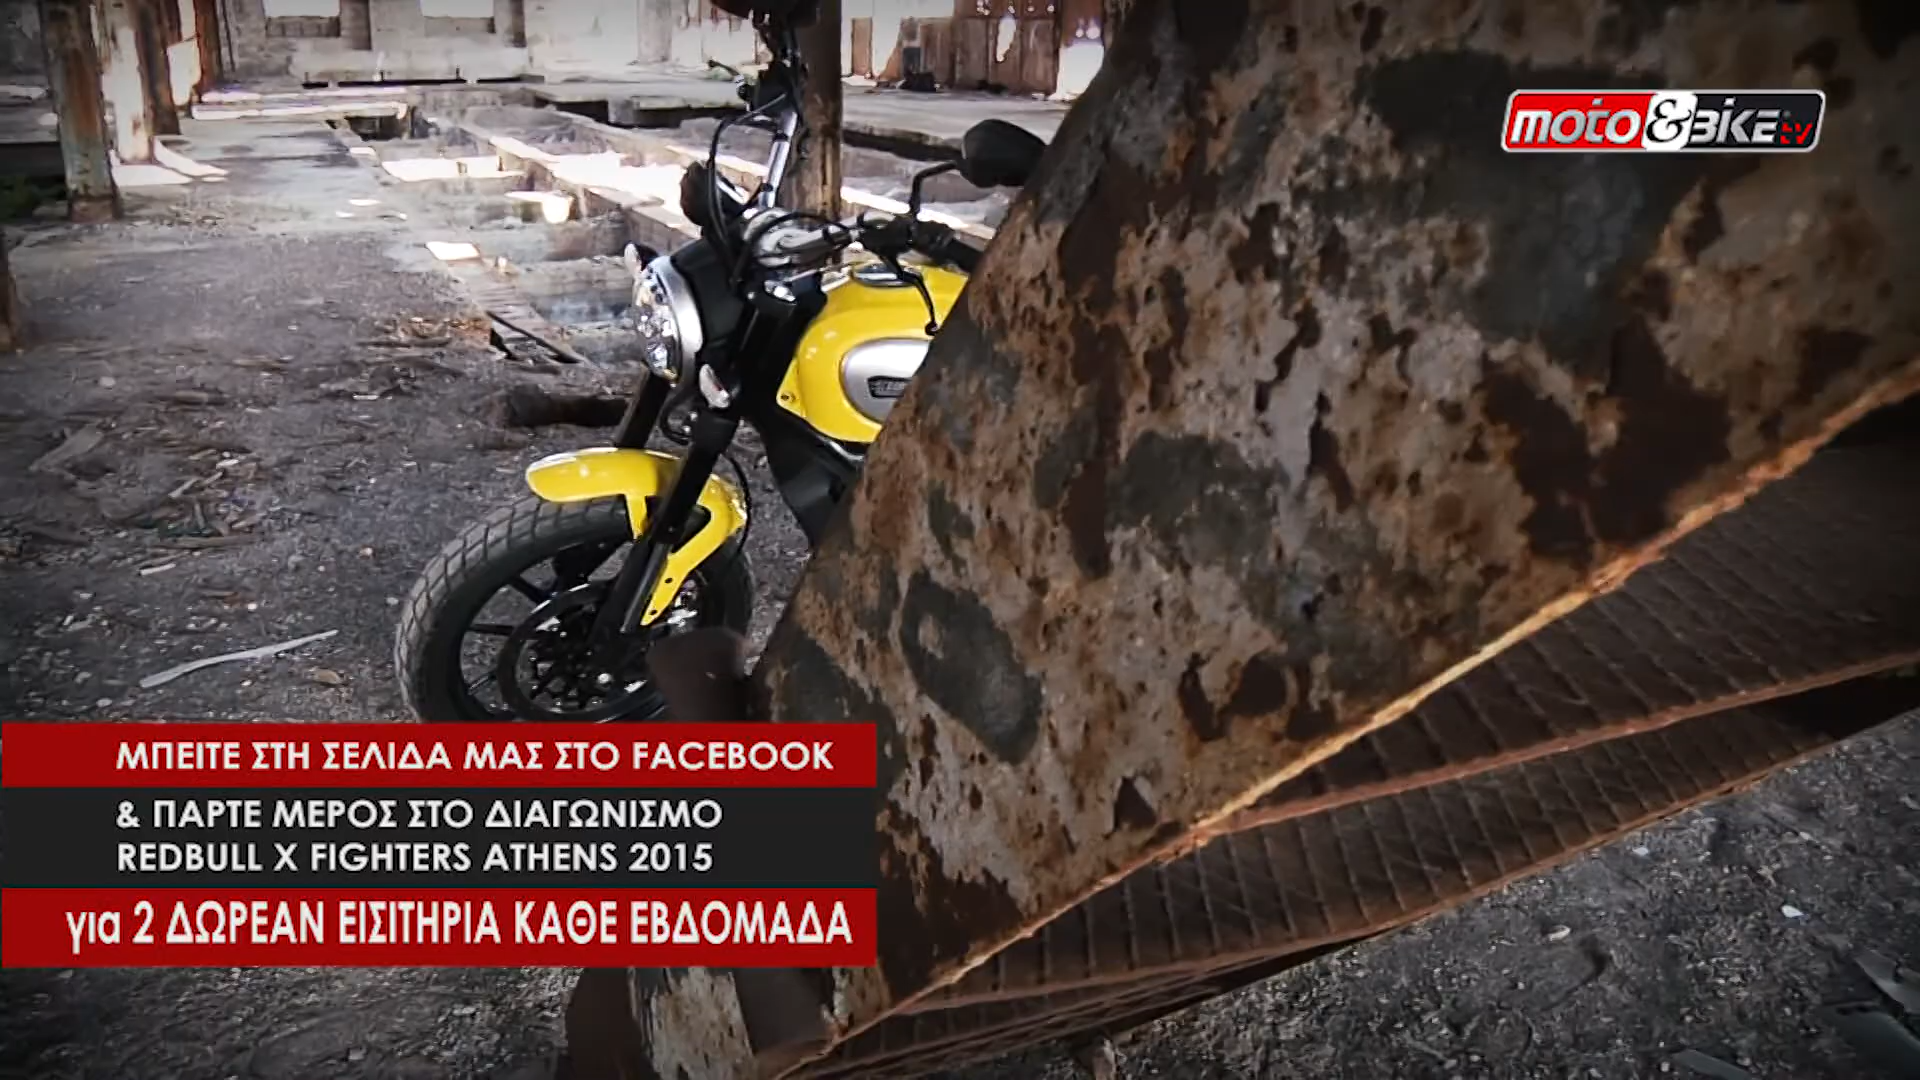 moto&BIKE tv
ΜΠΕΙΤΕ ΣΤΗ ΣΕΛΙΔΑ ΜΑΣ ΣΤΟ FACEBOOK
& ΠΑΡΤΕ ΜΕΡΟΣ ΣΤΟ ΔΙΑΓΩΝΙΣΜΟ
REDBULL X FIGHTERS ATHENS 2015
για 2 ΔΩΡΕΑΝ ΕΙΣΙΤΗΡΙΑ ΚΑΘΕ ΕΒΔΟΜΑΔΑ